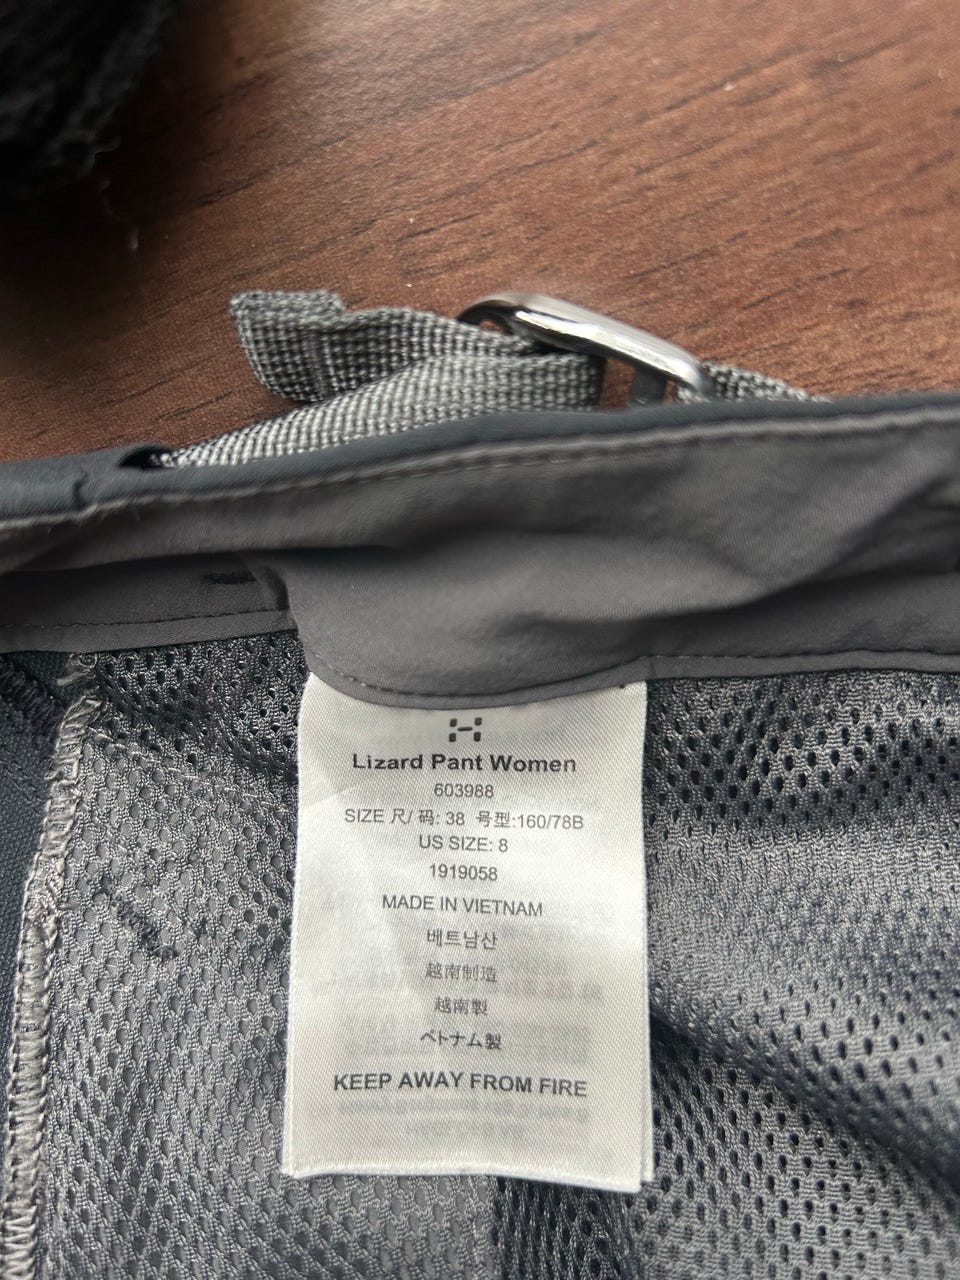 Lizard Pant Women
603988
SIZE 尺/ 码: 38 号型:160/78B
US SIZE: 8
1919058
MADE IN VIETNAM
베트남산
越南制造
越南製
ベトナム製
KEEP AWAY FROM FIRE